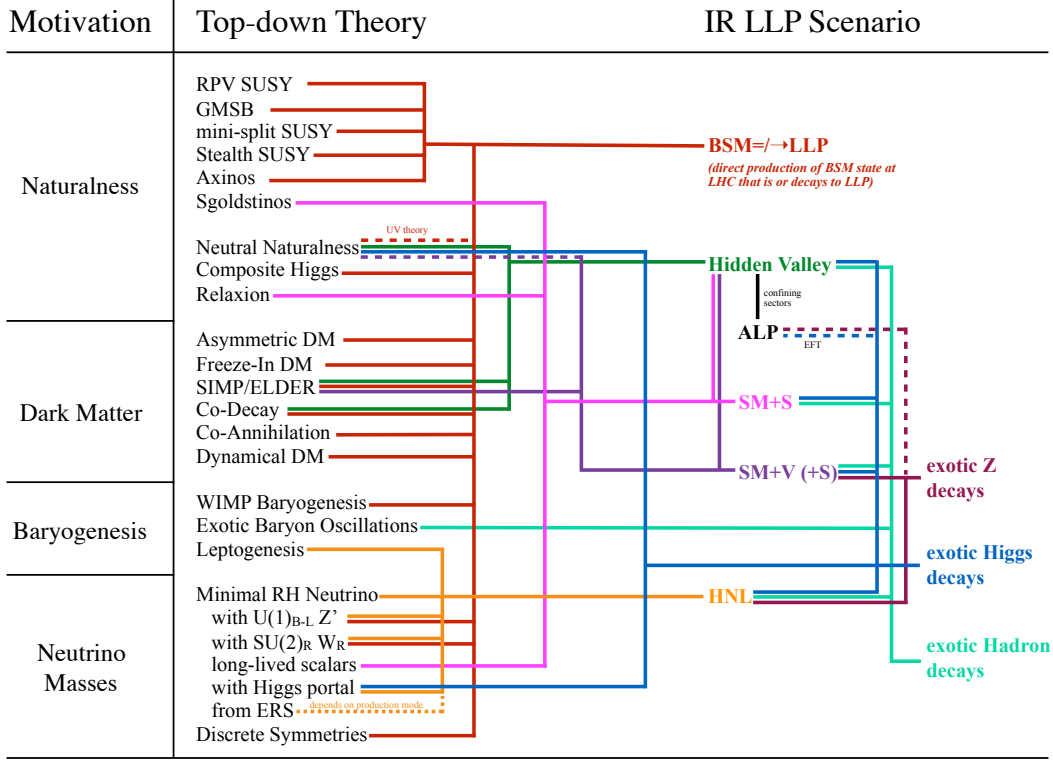 Motivation
Top-down Theory
IR LLP Scenario
Naturalness
RPV SUSY
GMSB
mini-split SUSY
Stealth SUSY
Axinos
Sgoldstinos
Neutral Naturalness
UV theory
Composite Higgs
Relaxion
Dark Matter
Asymmetric DM
Freeze-In DM
SIMP/ELDER
Co-Decay
Co-Annihilation
Dynamical DM
Baryogenesis
WIMP Baryogenesis
Exotic Baryon Oscillations
Leptogenesis
Neutrino
Masses
Minimal RH Neutrino
with U(1)B-L Z’
with SU(2)R WR
long-lived scalars
with Higgs portal
from ERS
depends on production mode
Discrete Symmetries
BSM=/→LLP
(direct production of BSM state at
LHC that is or decays to LLP)
Hidden Valley
confining
sectors
ALP
EFT
SM+S
SM+V (+S)
HNL
exotic Z
decays
exotic Higgs
decays
exotic Hadron
decays